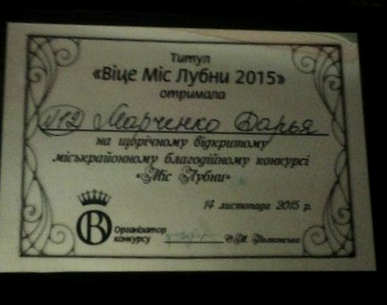 Титул
«Віце Міс Лубни 2015»
отримала
№2 Марченко Дарья
на щорічному відкритому
міськрайонному благодійному конкурсі
«Міс Лубни»
14 листопада 2015 р.
В
Організатор
конкурсу